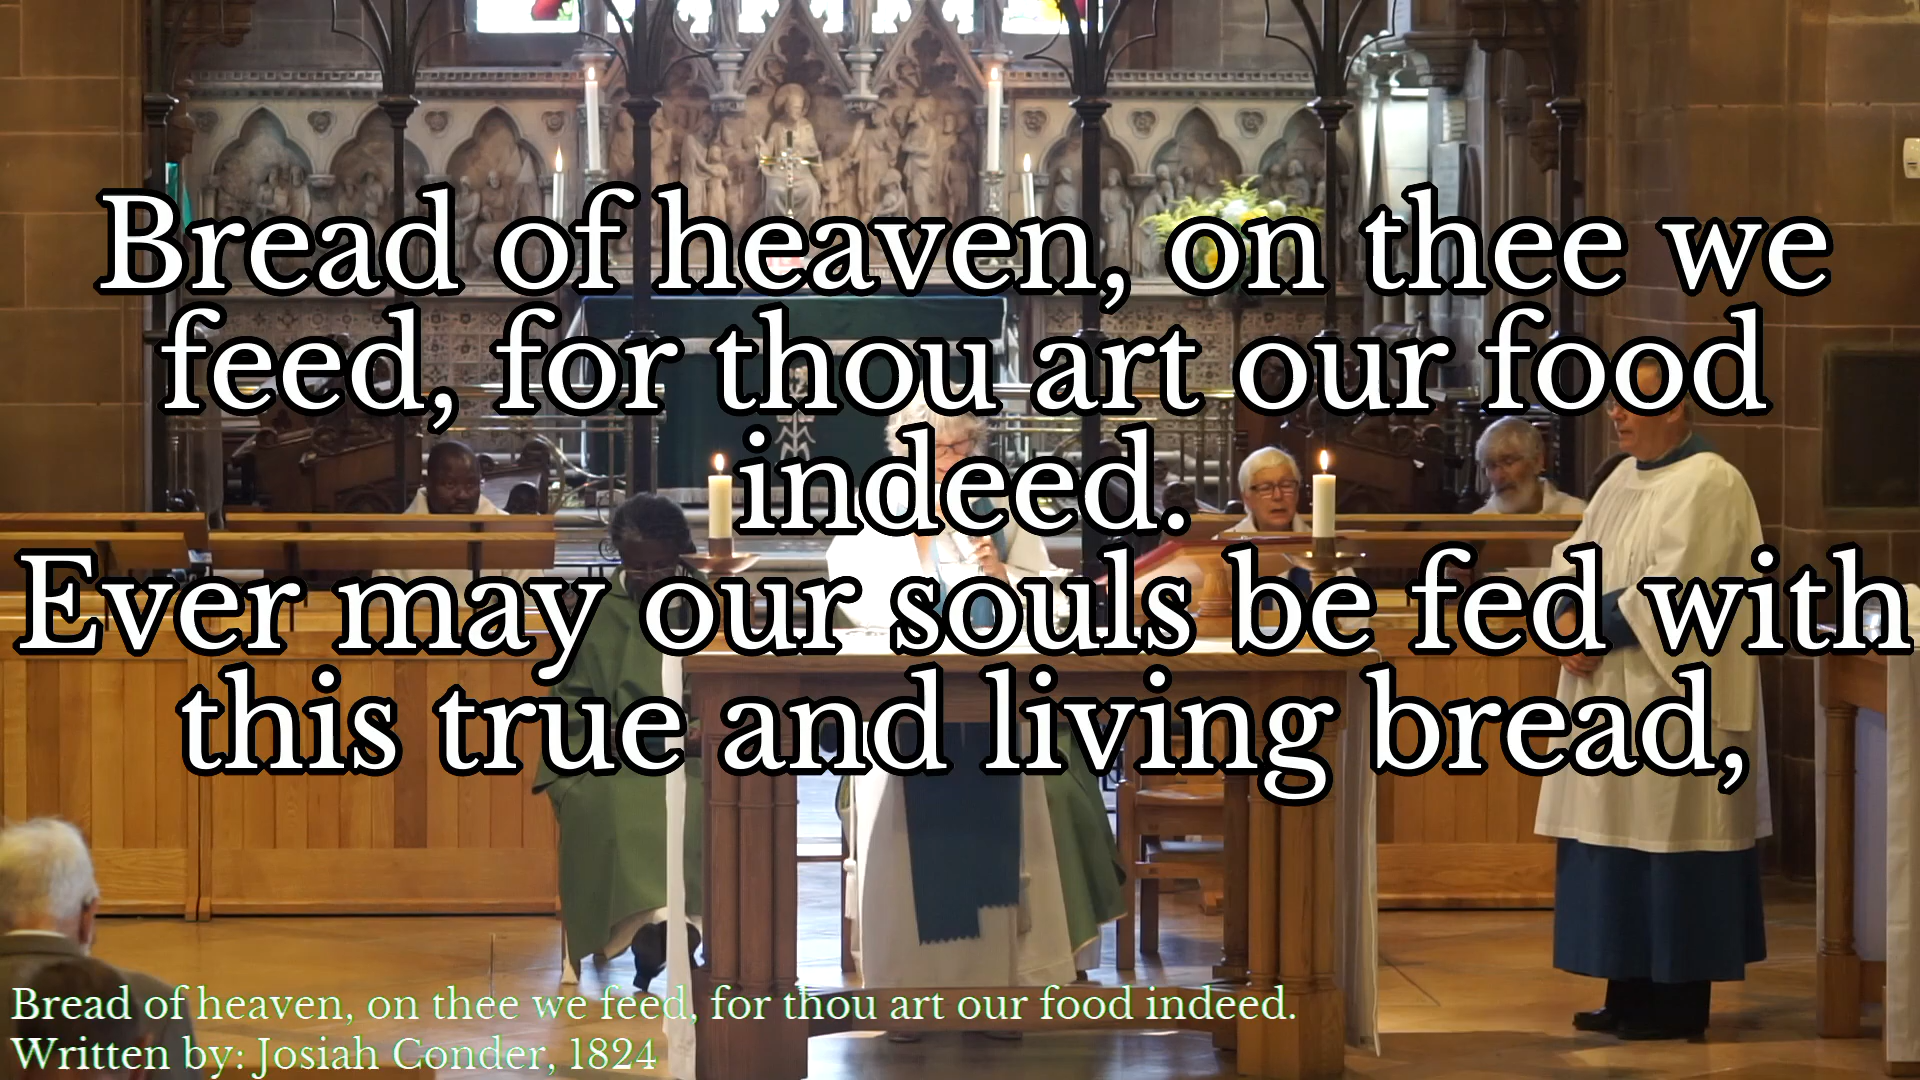 Bread of heaven, on thee we
feed, for thou art our food
indeed.
Ever may our souls be fed with
this true and living bread,
Bread of heaven, on thee we feed, for thou art our food indeed.
Written by: Josiah Conder, 1824